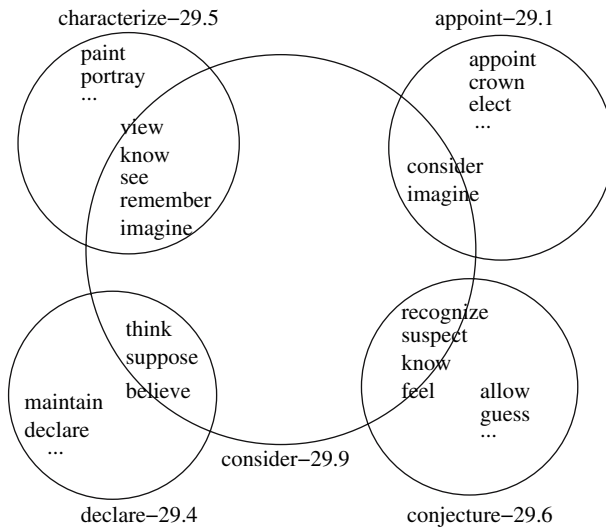 characterize−29.5
paint
portray
...
view
know
see
remember
imagine
appoint−29.1
appoint
crown
elect
...
consider
imagine
think
suppose
believe
maintain
declare
...
declare−29.4
consider−29.9
recognize
suspect
know
feel
allow
guess
...
conjecture−29.6